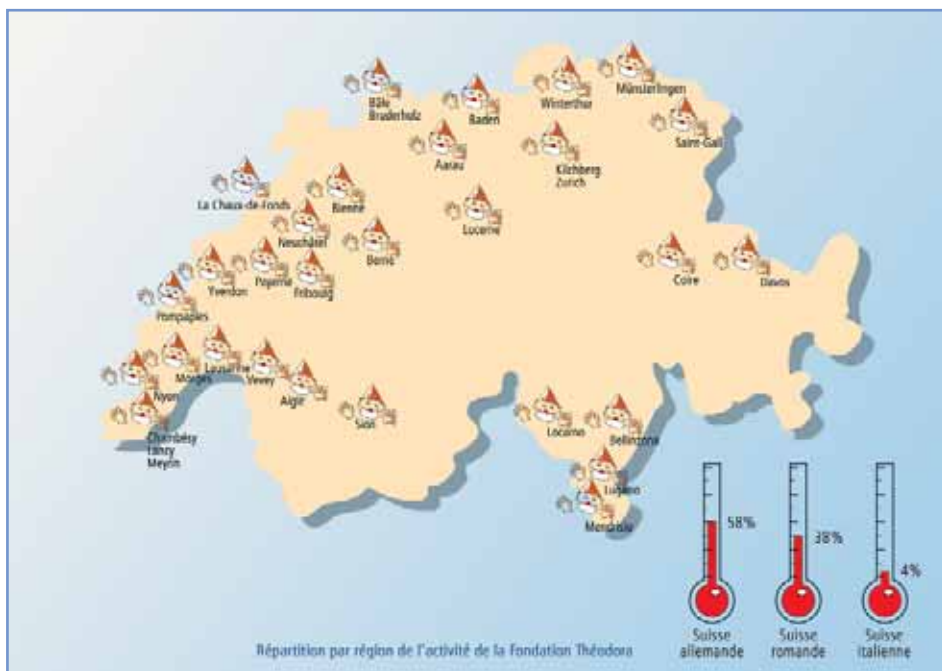 Bâle
Bruderholz
Baden
Winterthur
Münsterlingen
Saint-Gall
Aarau
Kilchberg
Zurich
La Chaux-de-Fonds
Bienne
Lucerne
Neuchâtel
Berne
Yverdon
Payerne
Fribourg
Coire
Davos
Pompaples
Nyon
Morges
Lausanne
Vevey
Aigle
Sion
Chambésy
Lancy
Meyrin
Locarno
Bellinzona
Lugano
Mendrisio
58%
38%
4%
Suisse
allemande
Suisse
romande
Suisse
italienne
Répartition par région de l'activité de la Fondation Théodora